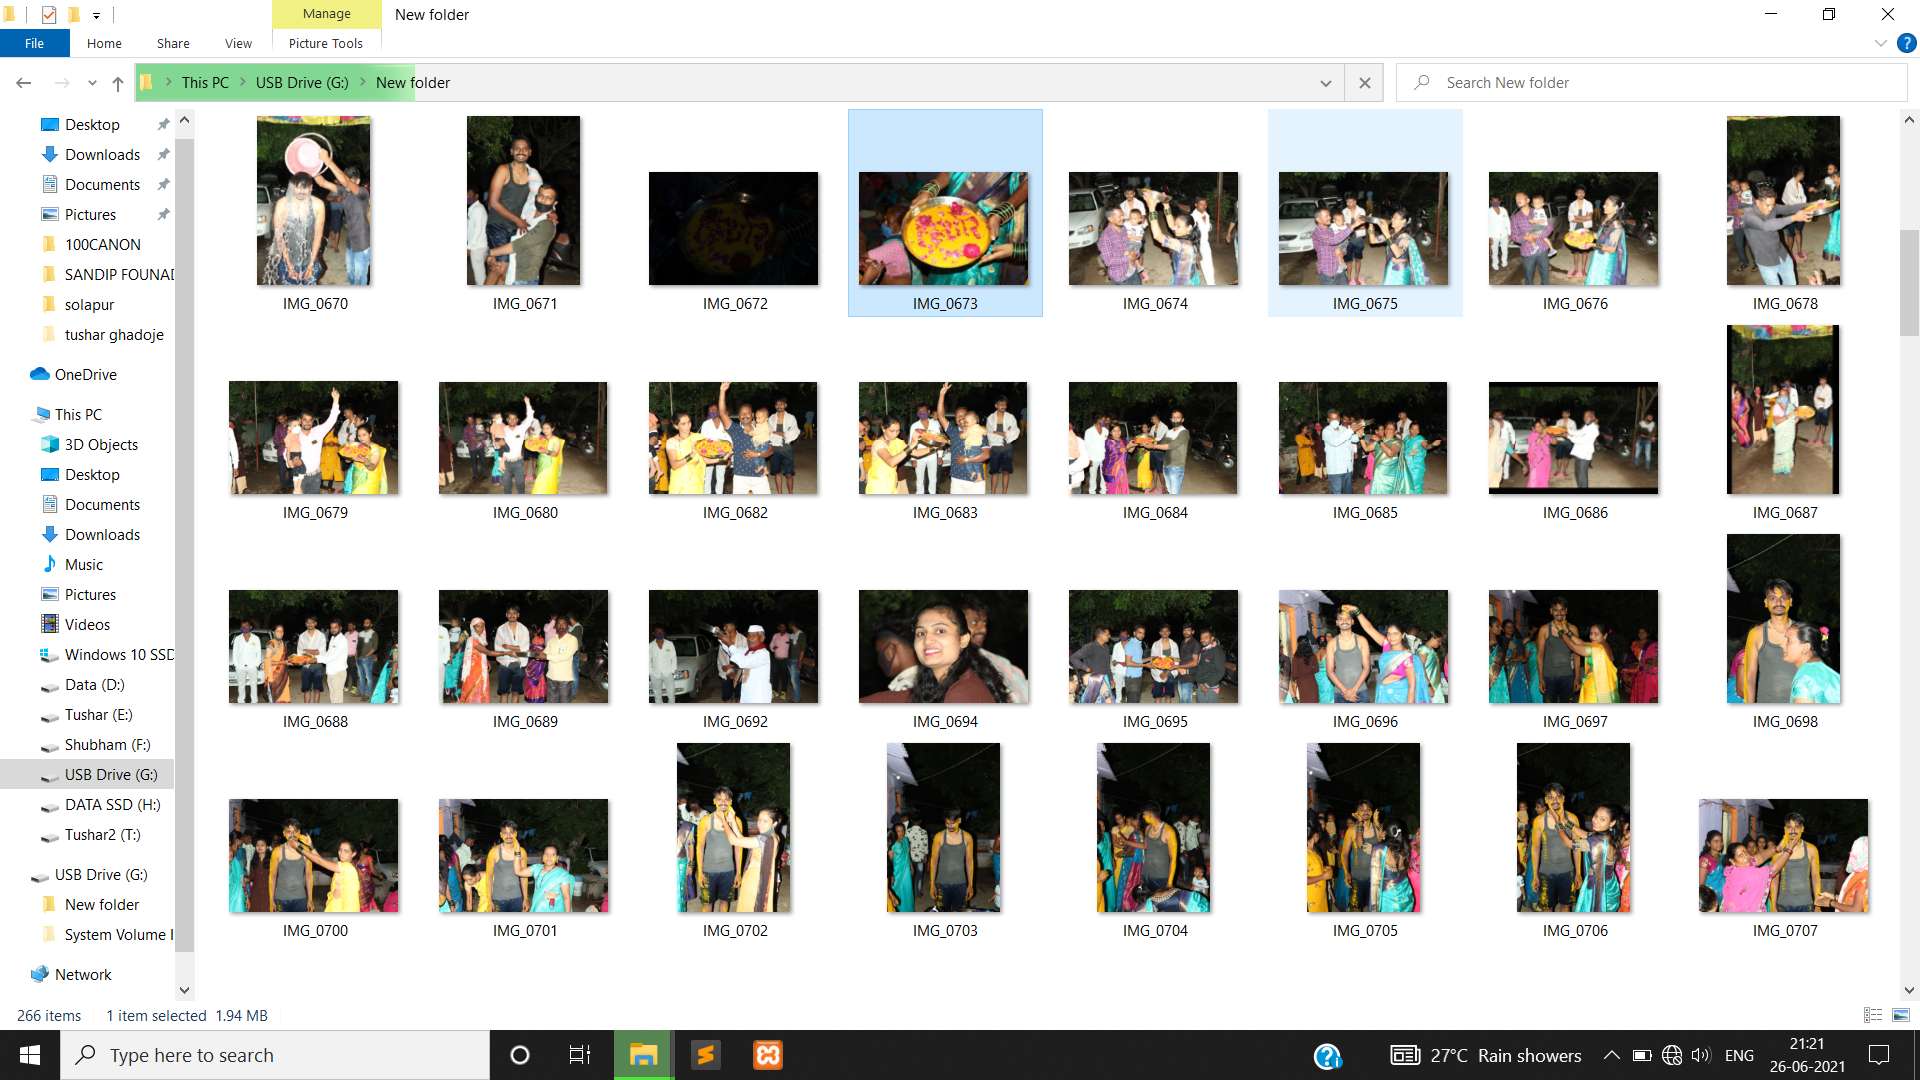 Manage
New folder
File
Home
Share
View
Picture Tools
This PC
USB Drive (G:)
New folder
Search New folder
Desktop
Downloads
Documents
Pictures
100CANON
SANDIP FOUNAD
solapur
tushar ghadoje
OneDrive
This PC
3D Objects
Desktop
Documents
Downloads
Music
Pictures
Videos
Windows 10 SSD
Data (D:)
Tushar (E:)
Shubham (F:)
USB Drive (G:)
DATA SSD (H:)
Tushar2 (T:)
USB Drive (G:)
New folder
System Volume I
Network
IMG_0670 IMG_0671 IMG_0672 IMG_0673 IMG_0674 IMG_0675 IMG_0676 IMG_0678
IMG_0679 IMG_0680 IMG_0682 IMG_0683 IMG_0684 IMG_0685 IMG_0686 IMG_0687
IMG_0688 IMG_0689 IMG_0692 IMG_0694 IMG_0695 IMG_0696 IMG_0697 IMG_0698
IMG_0700 IMG_0701 IMG_0702 IMG_0703 IMG_0704 IMG_0705 IMG_0706 IMG_0707
266 items 1 item selected 1.94 MB
Type here to search
27°C Rain showers
ENG
21:21
26-06-2021